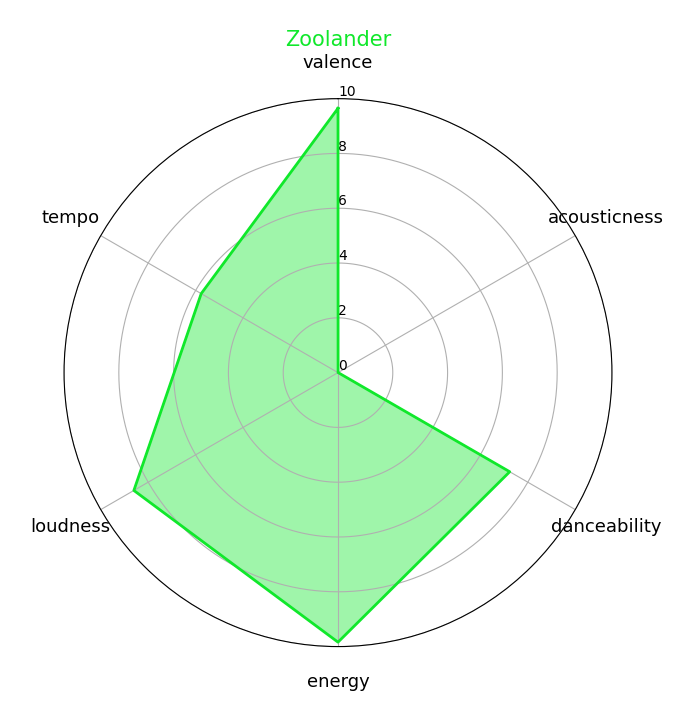 Zoolander
valence
10
8
tempo
acousticness
6
4
2
0
loudness
danceability
energy